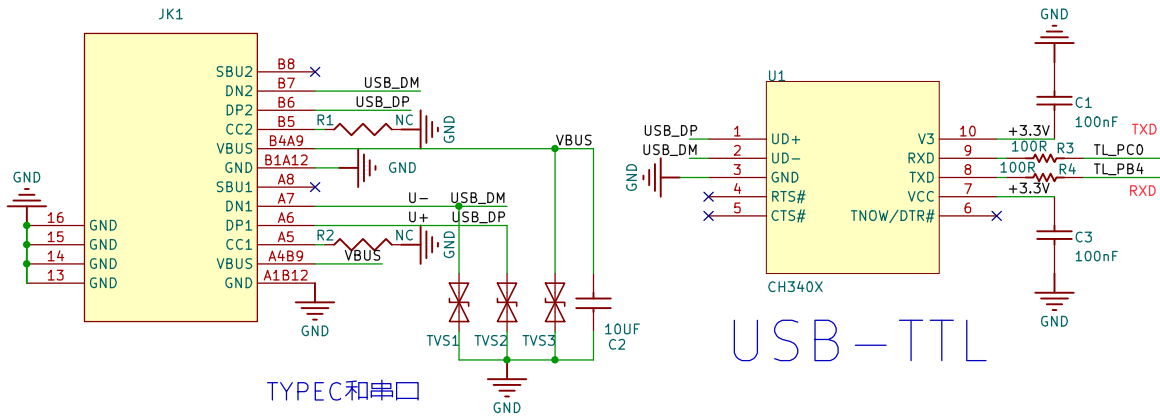 JK1
SBU2 B8
DN2 B7 USB_DM
DP2 B6 USB_DP
CC2 B5 R1 NC GND
VBUS B4A9 VBUS
GND B1A12 GND
SBU1 A8
DN1 A7 U- USB_DM
DP1 A6 U+ USB_DP
CC1 A5 R2 NC GND
VBUS A4B9 VBUS
GND A1B12
GND
GND
16 GND
15 GND
14 GND
13 GND
TVS1 TVS2 TVS3
10UF
C2
GND
TYPEC和串口
U1
USB_DP 1 UD+
USB_DM 2 UD-
GND 3 GND
4 RTS#
5 CTS#
V3 10 +3.3V
RXD 9 100R R3 TL_PC0
TXD 8 100R R4 TL_PB4
VCC 7 +3.3V
TNOW/DTR# 6
CH340X
GND
C1
100nF
TXD
RXD
C3
100nF
GND
USB-TTL